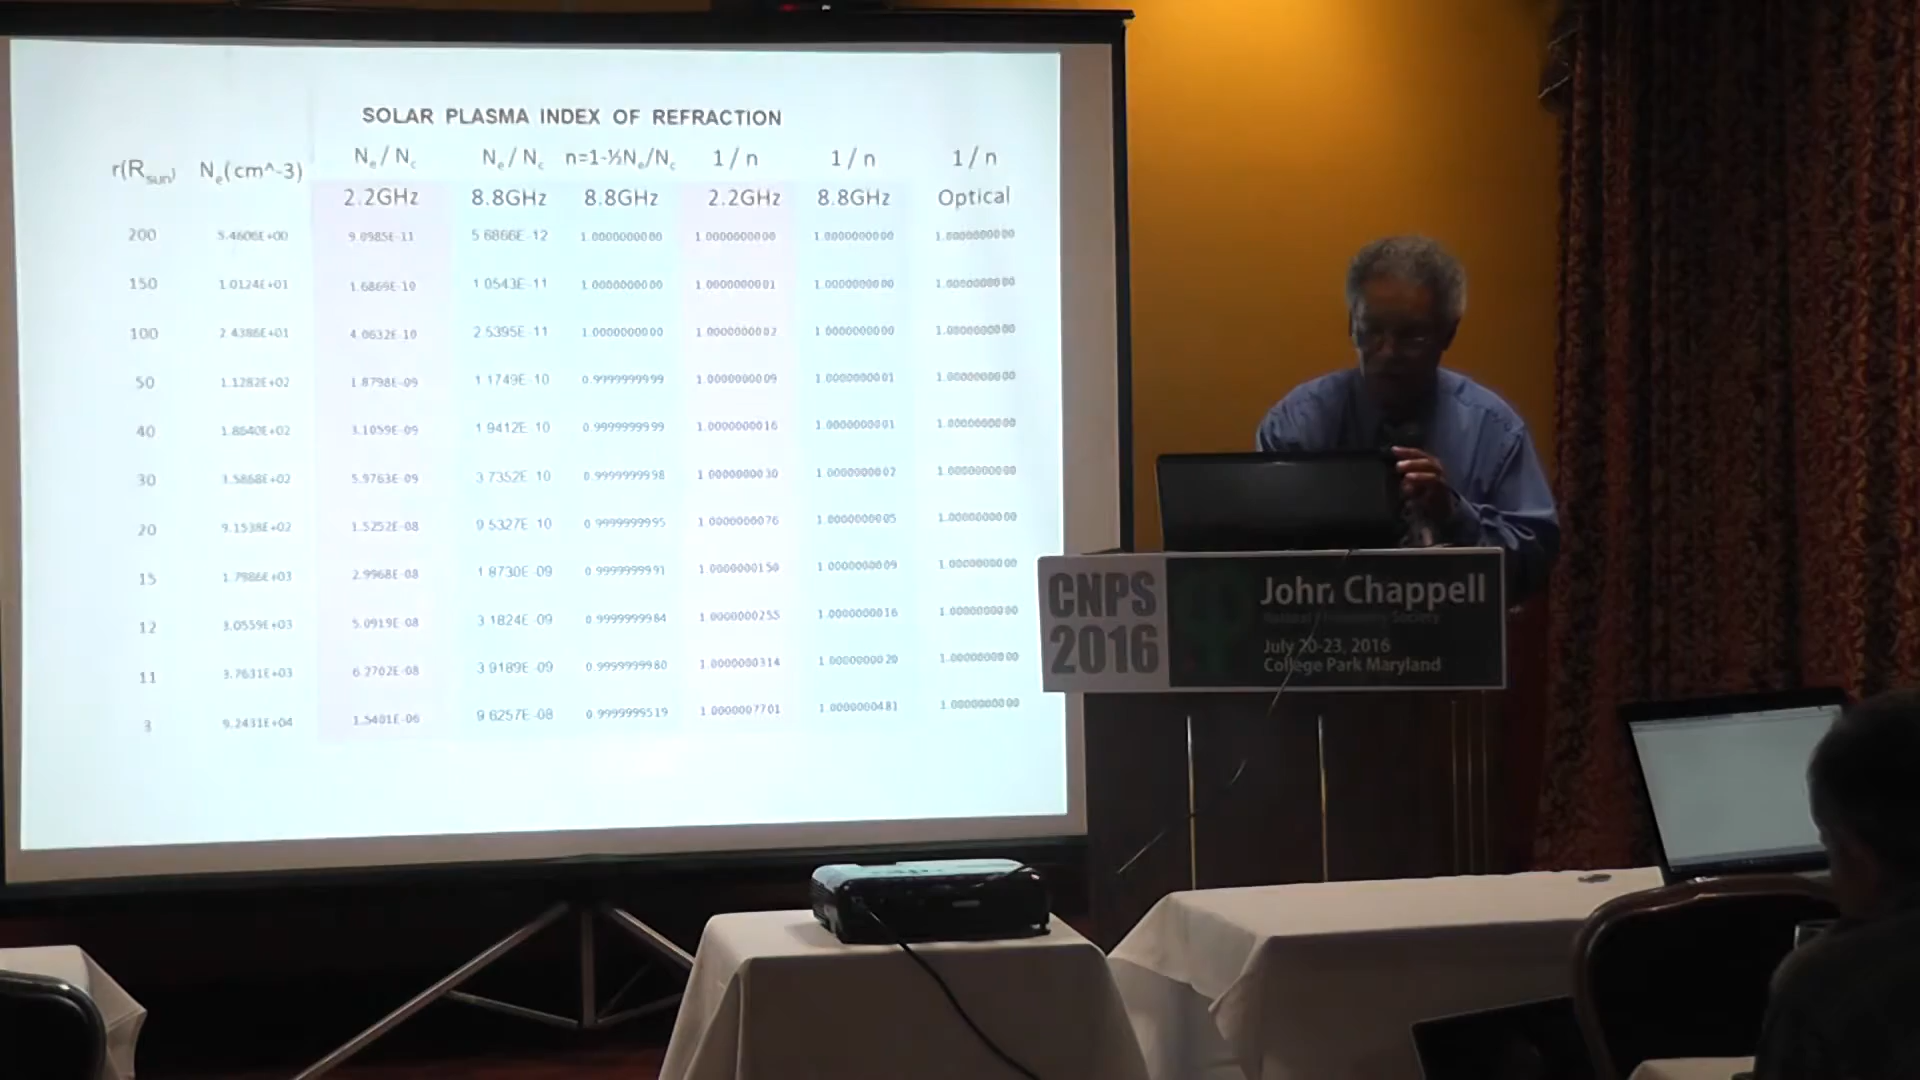 SOLAR PLASMA INDEX OF REFRACTION
r(Rsun) Ne(cm^-3) Ne / Nc Ne / Nc n=1-½Ne/Nc 1 / n 1 / n 1 / n
2.2GHz 8.8GHz 8.8GHz 2.2GHz 8.8GHz Optical
200 5.4606E+00 9.0985E-11 5.6866E-12 1.0000000000 1.0000000000 1.0000000000 1.0000000000
150 1.0124E+01 1.6869E-10 1.0543E-11 1.0000000000 1.0000000001 1.0000000000 1.0000000000
100 2.4386E+01 4.0632E-10 2.5395E-11 1.0000000000 1.0000000002 1.0000000000 1.0000000000
50 1.1282E+02 1.8798E-09 1.1749E-10 0.9999999999 1.0000000009 1.0000000001 1.0000000000
40 1.8640E+02 3.1059E-09 1.9412E-10 0.9999999999 1.0000000016 1.0000000001 1.0000000000
30 3.5868E+02 5.9763E-09 3.7352E-10 0.9999999998 1.0000000030 1.0000000002 1.0000000000
20 9.1538E+02 1.5252E-08 9.5327E-10 0.9999999995 1.0000000076 1.0000000005 1.0000000000
15 1.7986E+03 2.9968E-08 1.8730E-09 0.9999999991 1.0000000150 1.0000000009 1.0000000000
12 3.0559E+03 5.0919E-08 3.1824E-09 0.9999999984 1.0000000255 1.0000000016 1.0000000000
11 3.7631E+03 6.2702E-08 3.9189E-09 0.9999999980 1.0000000314 1.0000000020 1.0000000000
3 9.2431E+04 1.5401E-06 9.6257E-08 0.9999999519 1.0000007701 1.0000000481 1.0000000000
CNPS
2016
John Chappell
July 20-23, 2016
College Park Maryland